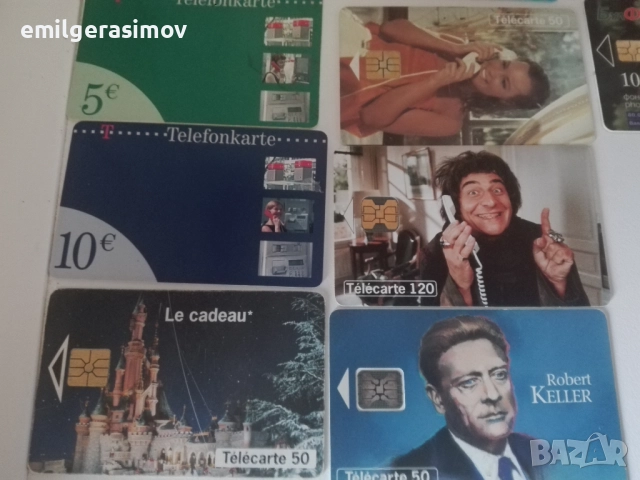 emilgerasimov
Telefonkarte
5€
Télécarte 50
10
T Telefonkarte
10€
Télécarte 120
Le cadeau*
Télécarte 50
Robert
KELLER
Télécarte 50
BAZAR